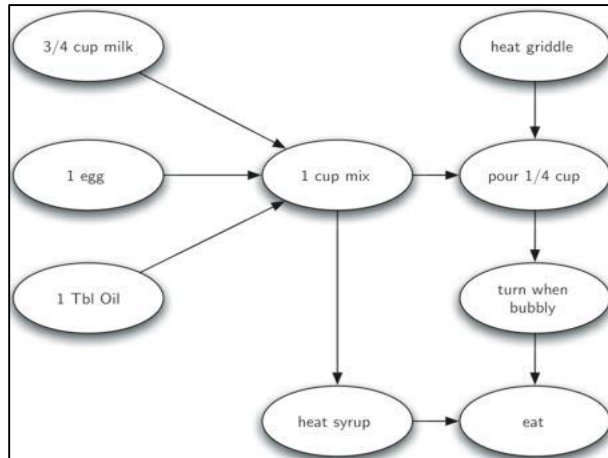 3/4 cup milk
heat griddle
1 egg
1 cup mix
pour 1/4 cup
1 Tbl Oil
turn when
bubbly
heat syrup
eat